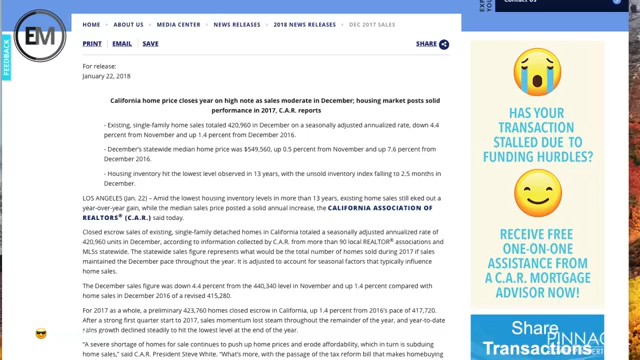 HOME › ABOUT US › MEDIA CENTER › NEWS RELEASES › 2018 NEWS RELEASES › DEC 2017 SALES
EM
FEEDBACK
PRINT | EMAIL | SAVE
SHARE
For release:
January 22, 2018
California home price closes year on high note as sales moderate in December; housing market posts solid
performance in 2017, C.A.R. reports
- Existing, single-family home sales totaled 420,960 in December on a seasonally adjusted annualized rate, down 4.4
percent from November and up 1.4 percent from December 2016.
- December's statewide median home price was $549,560, up 0.5 percent from November and up 7.6 percent from
December 2016.
- Housing inventory hit the lowest level observed in 13 years, with the unsold inventory index falling to 2.5 months in
December.
LOS ANGELES (Jan. 22) – Amid the lowest housing inventory levels in more than 13 years, existing home sales still eked out a
year-over-year gain, while the median sales price posted a solid annual increase, the CALIFORNIA ASSOCIATION OF
REALTORS® (C.A.R.) said today.
Closed escrow sales of existing, single-family detached homes in California totaled a seasonally adjusted annualized rate of
420,960 units in December, according to information collected by C.A.R. from more than 90 local REALTOR® associations and
MLSs statewide. The statewide sales figure represents what would be the total number of homes sold during 2017 if sales
maintained the December pace throughout the year. It is adjusted to account for seasonal factors that typically influence
home sales.
The December sales figure was down 4.4 percent from the 440,340 level in November and up 1.4 percent compared with
home sales in December 2016 of a revised 415,280.
For 2017 as a whole, a preliminary 423,760 homes closed escrow in California, up 1.4 percent from 2016's pace of 417,720.
After a strong first quarter start to 2017, sales momentum lost steam throughout the remainder of the year, and year-to-date
sales growth declined steadily to hit the lowest level at the end of the year.
"A severe shortage of homes for sale continues to push up home prices and erode affordability, which in turn is subduing
home sales," said C.A.R. President Steve White. "What's more, with the passage of the tax reform bill that makes homebuying
Contact Us
YOU
HAS YOUR
TRANSACTION
STALLED DUE TO
FUNDING HURDLES?
RECEIVE FREE
ONE-ON-ONE
ASSISTANCE FROM
A C.A.R. MORTGAGE
ADVISOR NOW!
Share
Transactions
PINNAC